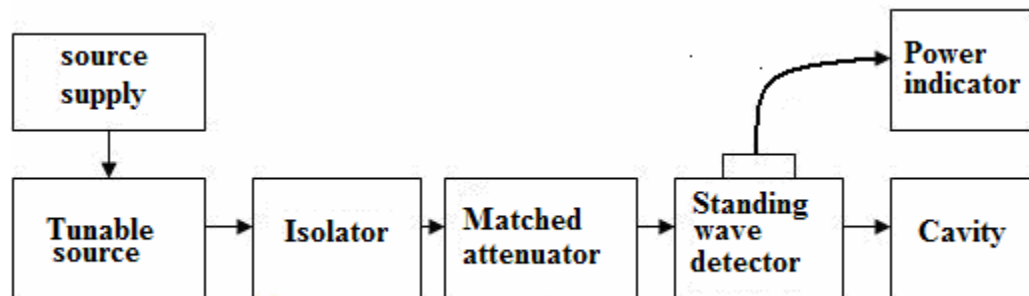 source
supply
Power
indicator
Tunable
source
Isolator
Matched
attenuator
Standing
wave
detector
Cavity